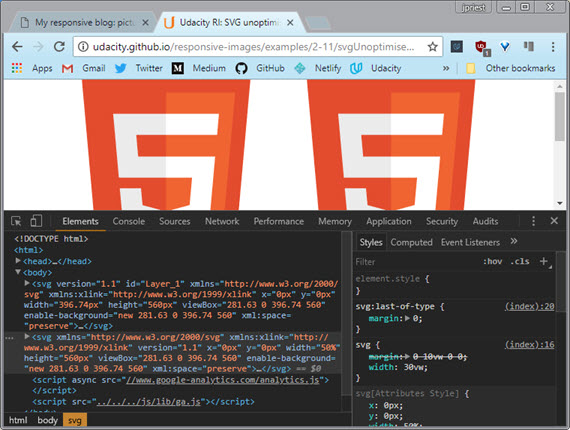 jpriest
My responsive blog: pictu
Udacity RI: SVG unoptimis
udacity.github.io/responsive-images/examples/2-11/svgUnoptimise...
Apps Gmail Twitter Medium GitHub Netlify Udacity » Other bookmarks
Elements Console Sources Network Performance Memory Application Security Audits
<!DOCTYPE html>
<html>
<head>…</head>
<body>
<svg version="1.1" id="Layer_1" xmlns="http://www.w3.org/2000/
svg" xmlns:xlink="http://www.w3.org/1999/xlink" x="0px" y="0px"
width="396.74px" height="560px" viewBox="281.63 0 396.74 560"
enable-background="new 281.63 0 396.74 560" xml:space=
"preserve">…</svg>
<svg xmlns="http://www.w3.org/2000/svg" xmlns:xlink="http://
www.w3.org/1999/xlink" version="1.1" x="0px" y="0px" width="50%"
height="560px" viewBox="281.63 0 396.74 560" enable-background=
"new 281.63 0 396.74 560" xml:space="preserve">…</svg> == $0
<script async src="//www.google-analytics.com/analytics.js">
</script>
<script src="../../../js/lib/ga.js"></script>
</body>
html body svg
Styles Computed Event Listeners »
Filter :hov .cls +
element.style {
}
svg:last-of-type { (index):20
margin: 0;
}
svg { (index):16
margin: 0 10vw 0 0;
width: 30vw;
}
svg[Attributes Style] {
x: 0px;
y: 0px;
width: 50%;